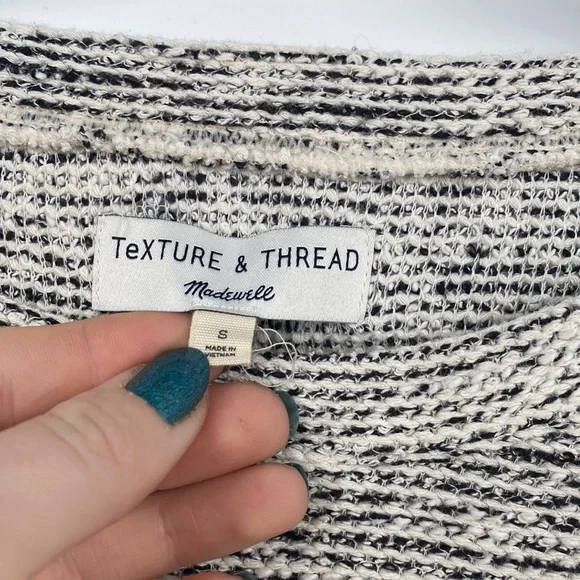 TeXTURE & THREAD
Madewell
S
MADE IN
VIETNAM